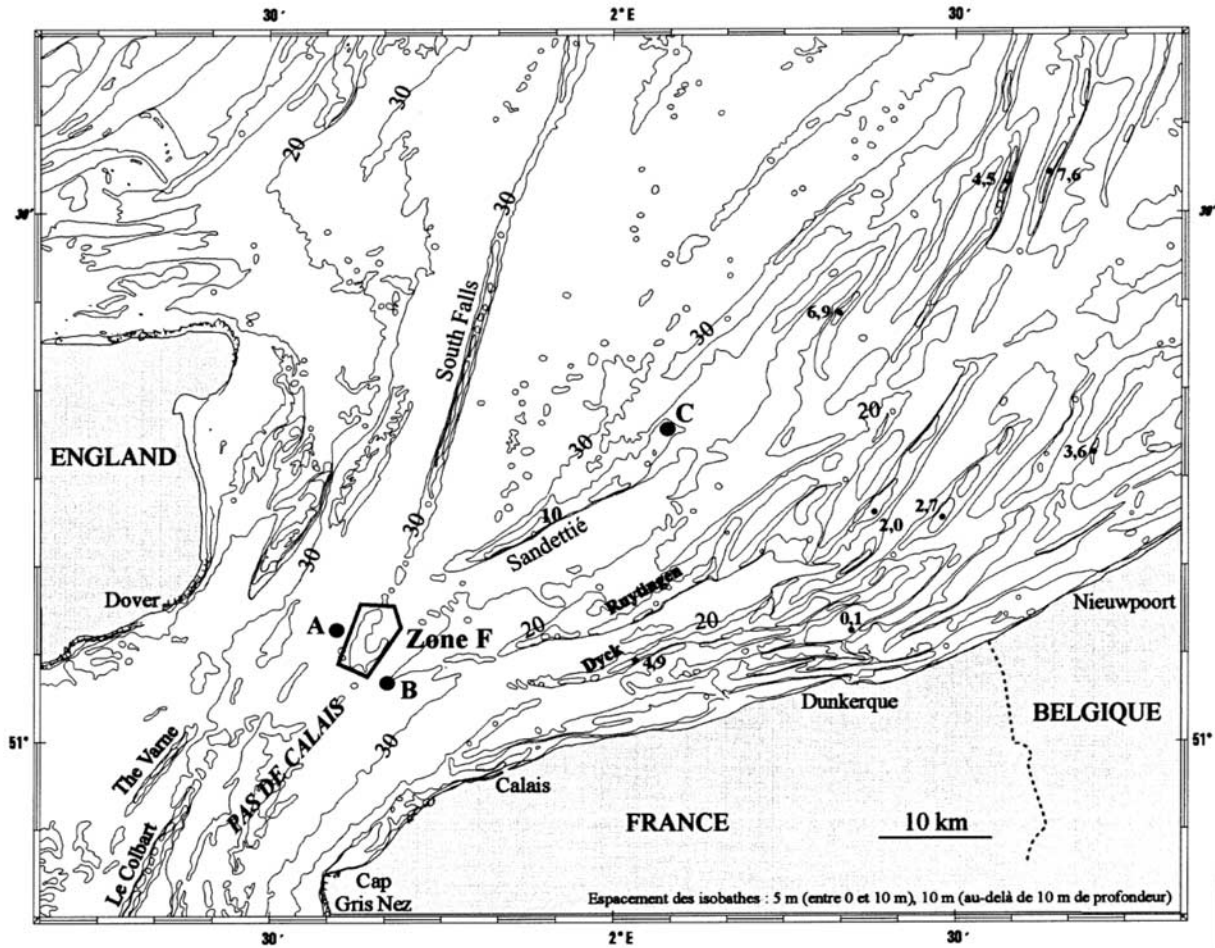 30'
2°E
30'
30
20
30
4,5
7,6
30'
30'
South Falls
6,9
30
20
C
30
ENGLAND
3,6
10
2,7
2,0
30
Sandettié
30
Dover
Ruytingen
Nieuwpoort
A
Zone F
20
20
0,1
Dyck
4,9
B
Dunkerque
BELGIQUE
51°
51°
The Varne
PAS DE CALAIS
30
Calais
FRANCE
10 km
Le Colbart
Cap
Gris Nez
Espacement des isobathes : 5 m (entre 0 et 10 m), 10 m (au-delà de 10 m de profondeur)
30'
2°E
30'